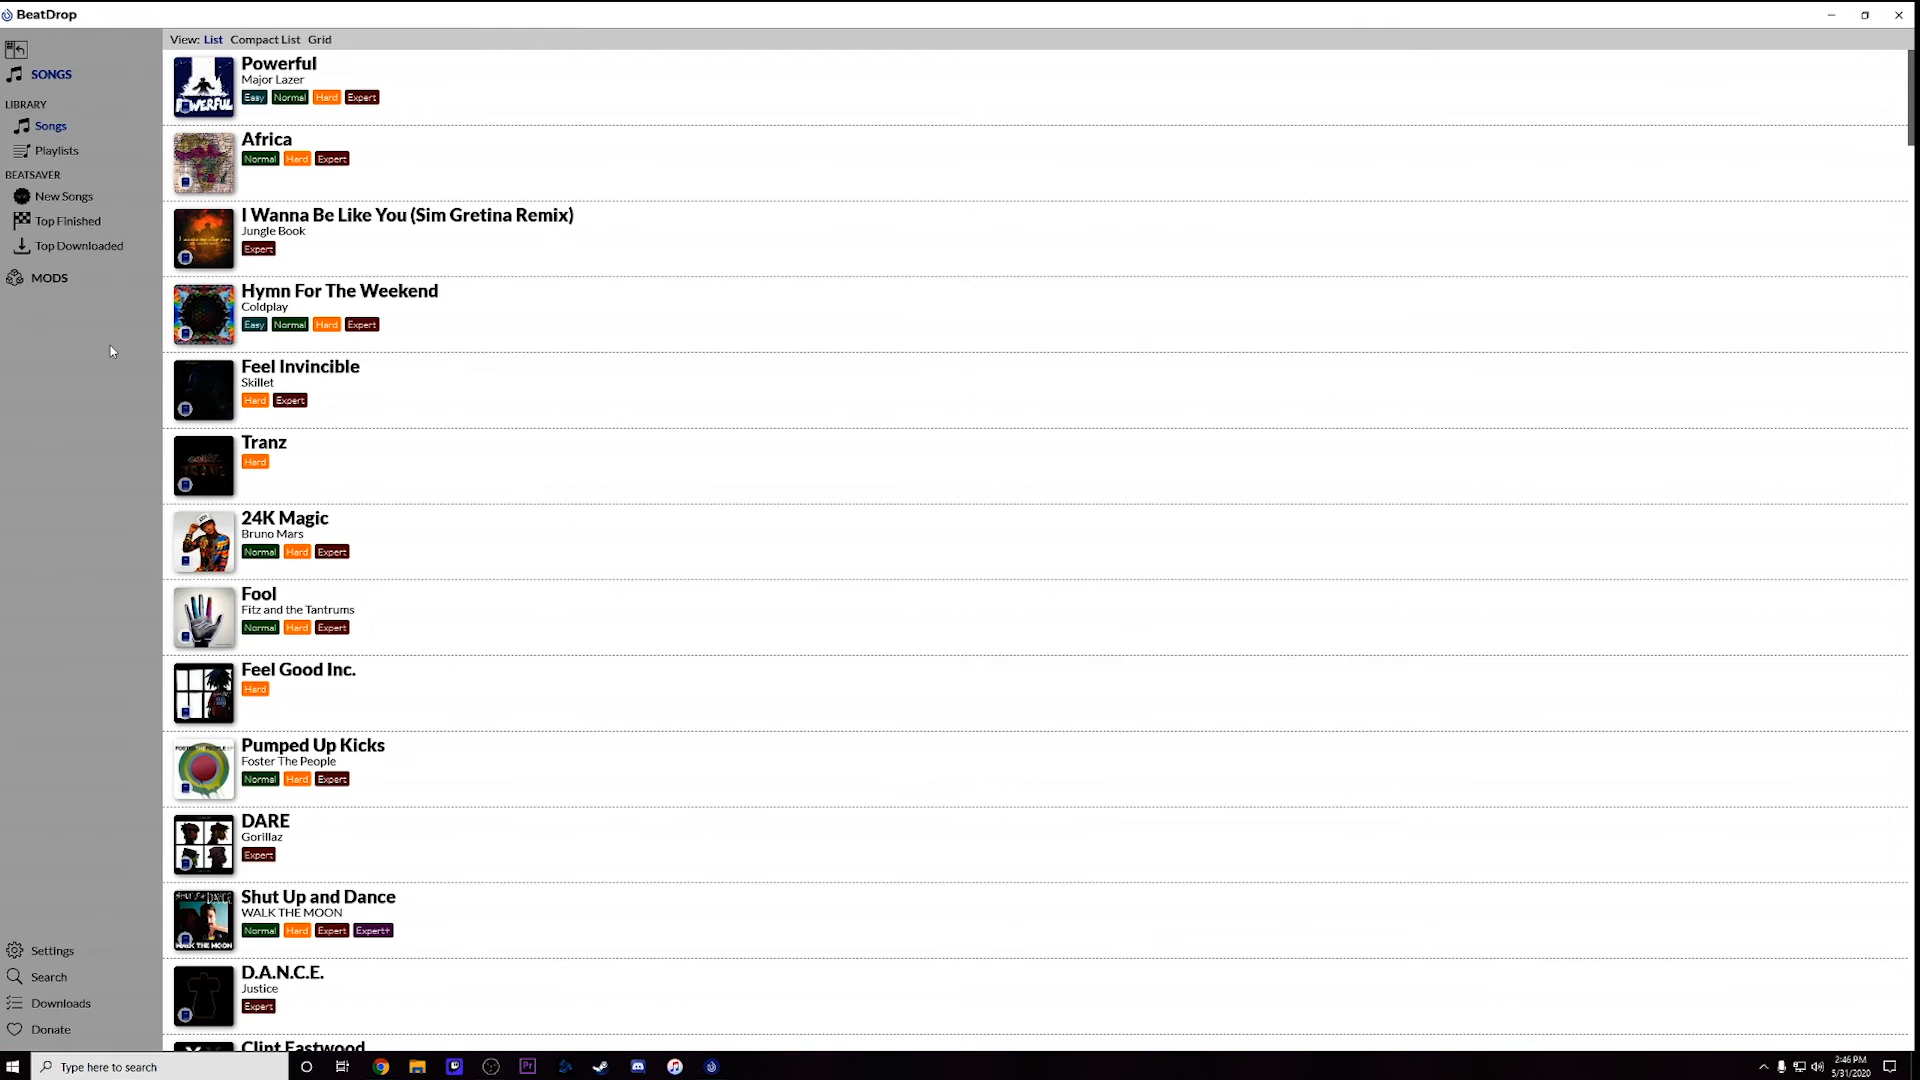 BeatDrop
View: List Compact List Grid
SONGS
LIBRARY
Songs
Playlists
BEATSAVER
New Songs
Top Finished
Top Downloaded
MODS
Settings
Search
Downloads
Donate
Powerful
Major Lazer
Easy Normal Hard Expert
Africa
Normal Hard Expert
I Wanna Be Like You (Sim Gretina Remix)
Jungle Book
Expert
Hymn For The Weekend
Coldplay
Easy Normal Hard Expert
Feel Invincible
Skillet
Hard Expert
Tranz
Hard
24K Magic
Bruno Mars
Normal Hard Expert
Fool
Fitz and the Tantrums
Normal Hard Expert
Feel Good Inc.
Hard
Pumped Up Kicks
Foster The People
Normal Hard Expert
DARE
Gorillaz
Expert
Shut Up and Dance
WALK THE MOON
Normal Hard Expert Expert+
D.A.N.C.E.
Justice
Expert
Clint Eastwood
Type here to search
Pr
2:46 PM
5/31/2020